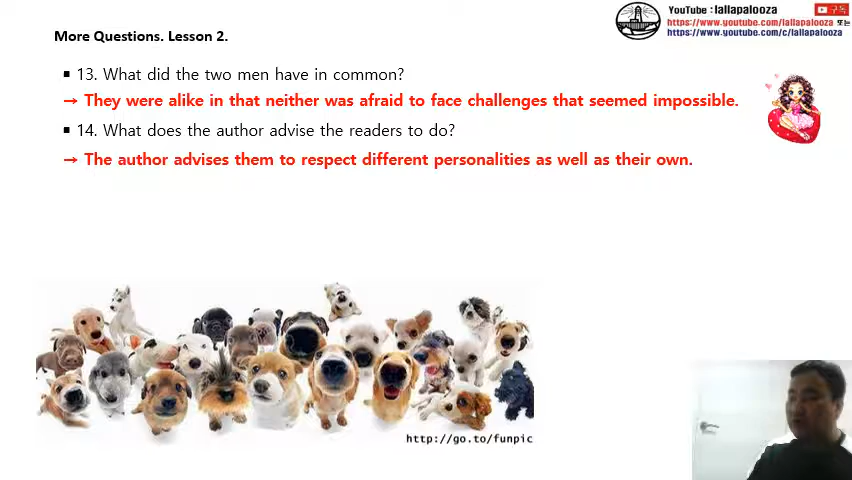 YouTube : lallapalooza 구독
https://www.youtube.com/lallapalooza 또는
https://www.youtube.com/c/lallapalooza
More Questions. Lesson 2.
13. What did the two men have in common?
→ They were alike in that neither was afraid to face challenges that seemed impossible.
14. What does the author advise the readers to do?
→ The author advises them to respect different personalities as well as their own.
http://go.to/funpic